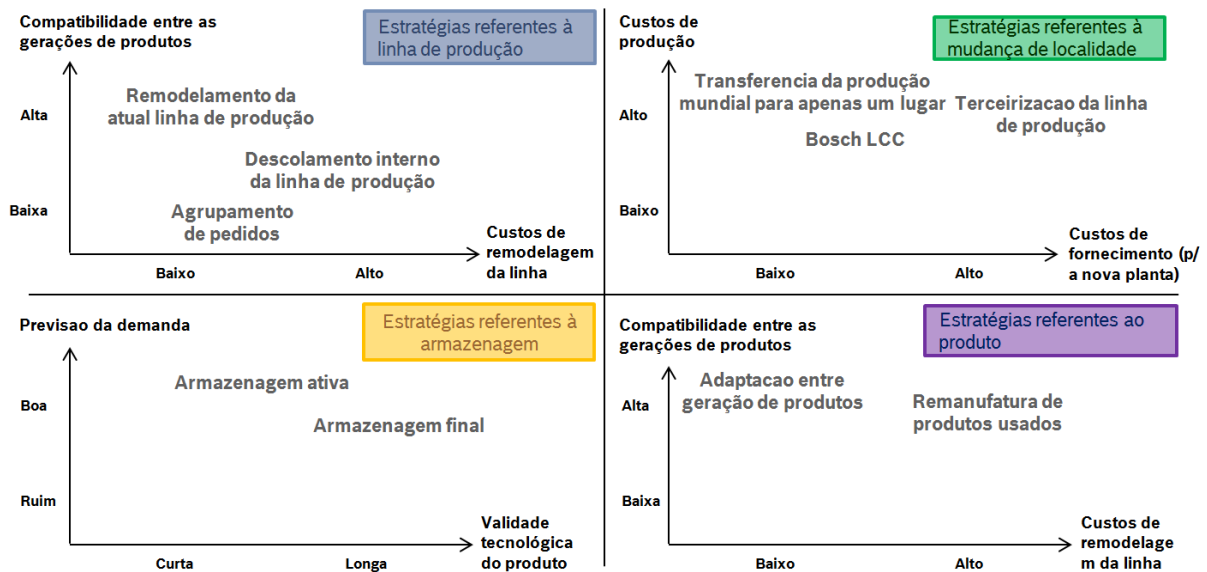 Compatibilidade entre as
gerações de produtos
Estratégias referentes à
linha de produção
Alta
Remodelamento da
atual linha de produção
Descolamento interno
da linha de produção
Baixa
Agrupamento
de pedidos
Custos de
remodelagem
da linha
Baixo
Alto
Custos de
produção
Estratégias referentes à
mudança de localidade
Alto
Transferencia da produção
mundial para apenas um lugar
Terceirizacao da linha
de produção
Bosch LCC
Baixo
Custos de
fornecimento (p/
a nova planta)
Baixo
Alto
Previsao da demanda
Estratégias referentes à
armazenagem
Armazenagem ativa
Boa
Armazenagem final
Ruim
Validade
tecnológica
do produto
Curta
Longa
Compatibilidade entre as
gerações de produtos
Estratégias referentes ao
produto
Adaptacao entre
geração de produtos
Alta
Remanufatura de
produtos usados
Baixa
Custos de
remodelage
m da linha
Baixo
Alto